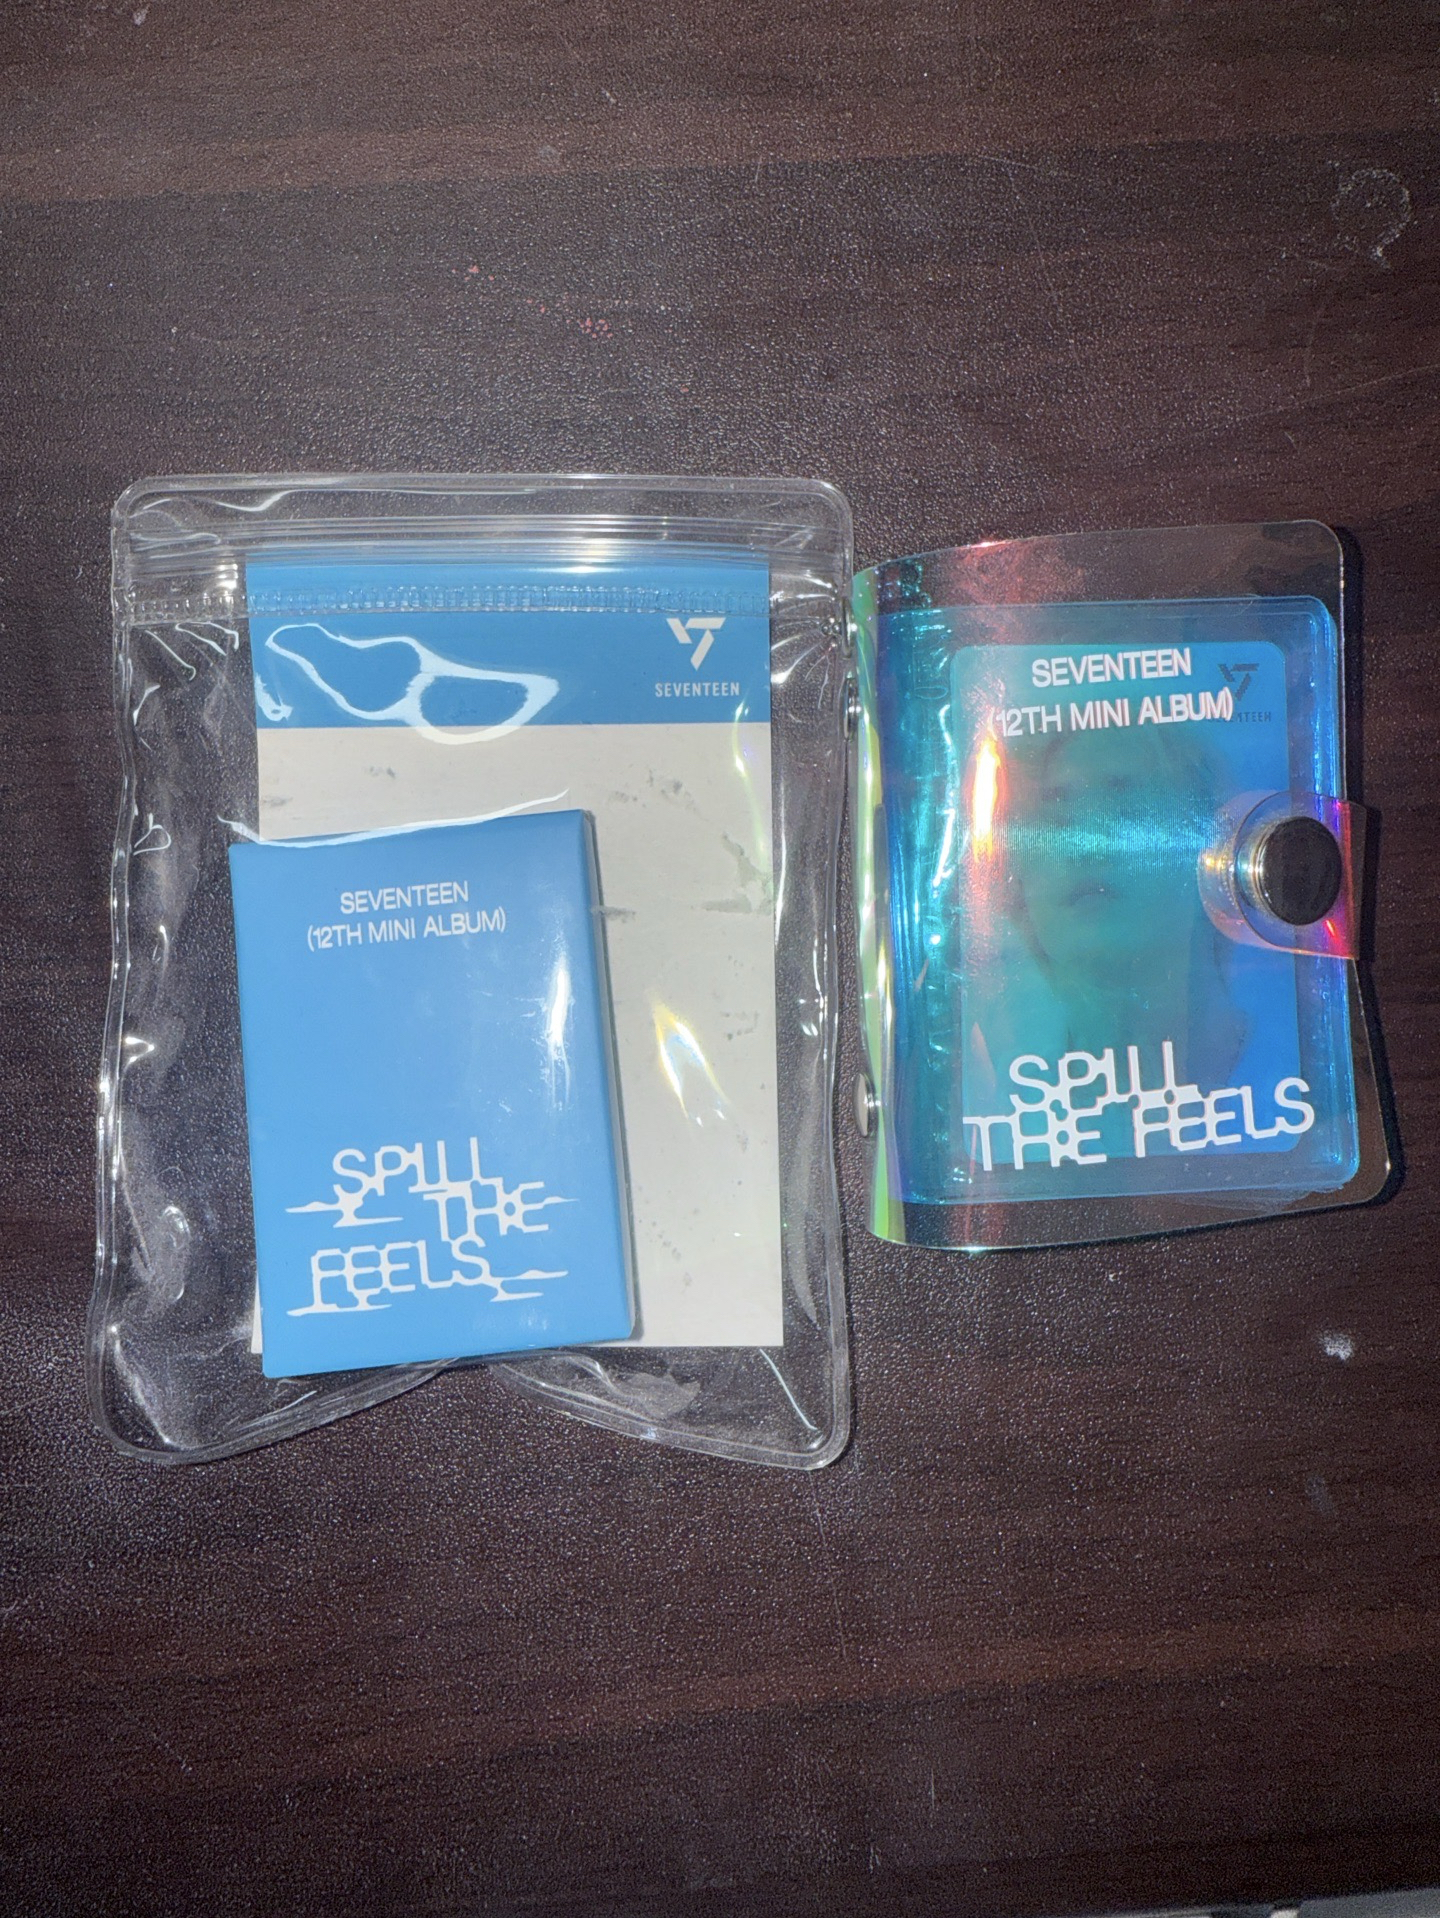 SEVENTEEN
SEVENTEEN
(12TH MINI ALBUM)
SPILL
THE
FEELS
SEVENTEEN
(12TH MINI ALBUM)
SPILL
THE FEELS